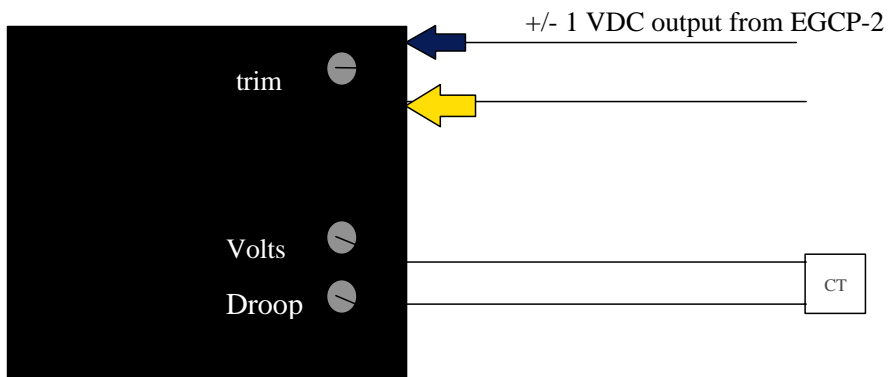 +/- 1 VDC output from EGCP-2
trim
Volts
Droop
CT